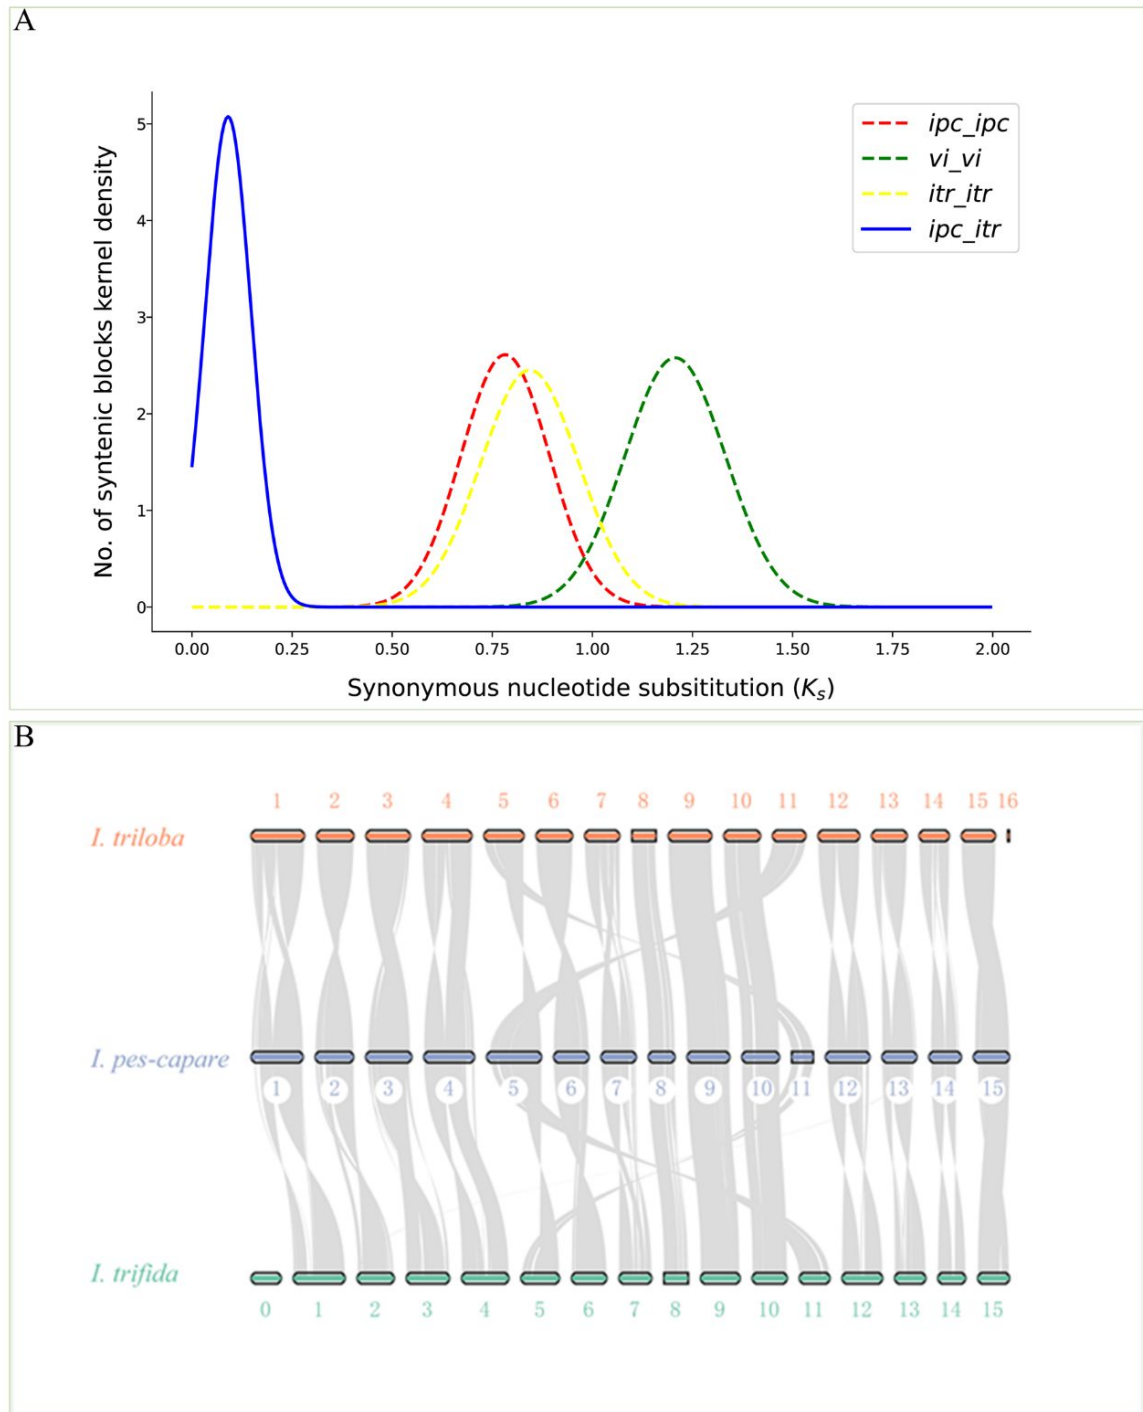 A
No. of syntenic blocks kernel density
5
4
3
2
1
0
ipc_ipc
vi_vi
itr_itr
ipc_itr
0.00 0.25 0.50 0.75 1.00 1.25 1.50 1.75 2.00
Synonymous nucleotide subsititution (Ks)
B
1 2 3 4 5 6 7 8 9 10 11 12 13 14 15 16
I. triloba
I. pes-capare
1 2 3 4 5 6 7 8 9 10 11 12 13 14 15
I. trifida
0 1 2 3 4 5 6 7 8 9 10 11 12 13 14 15